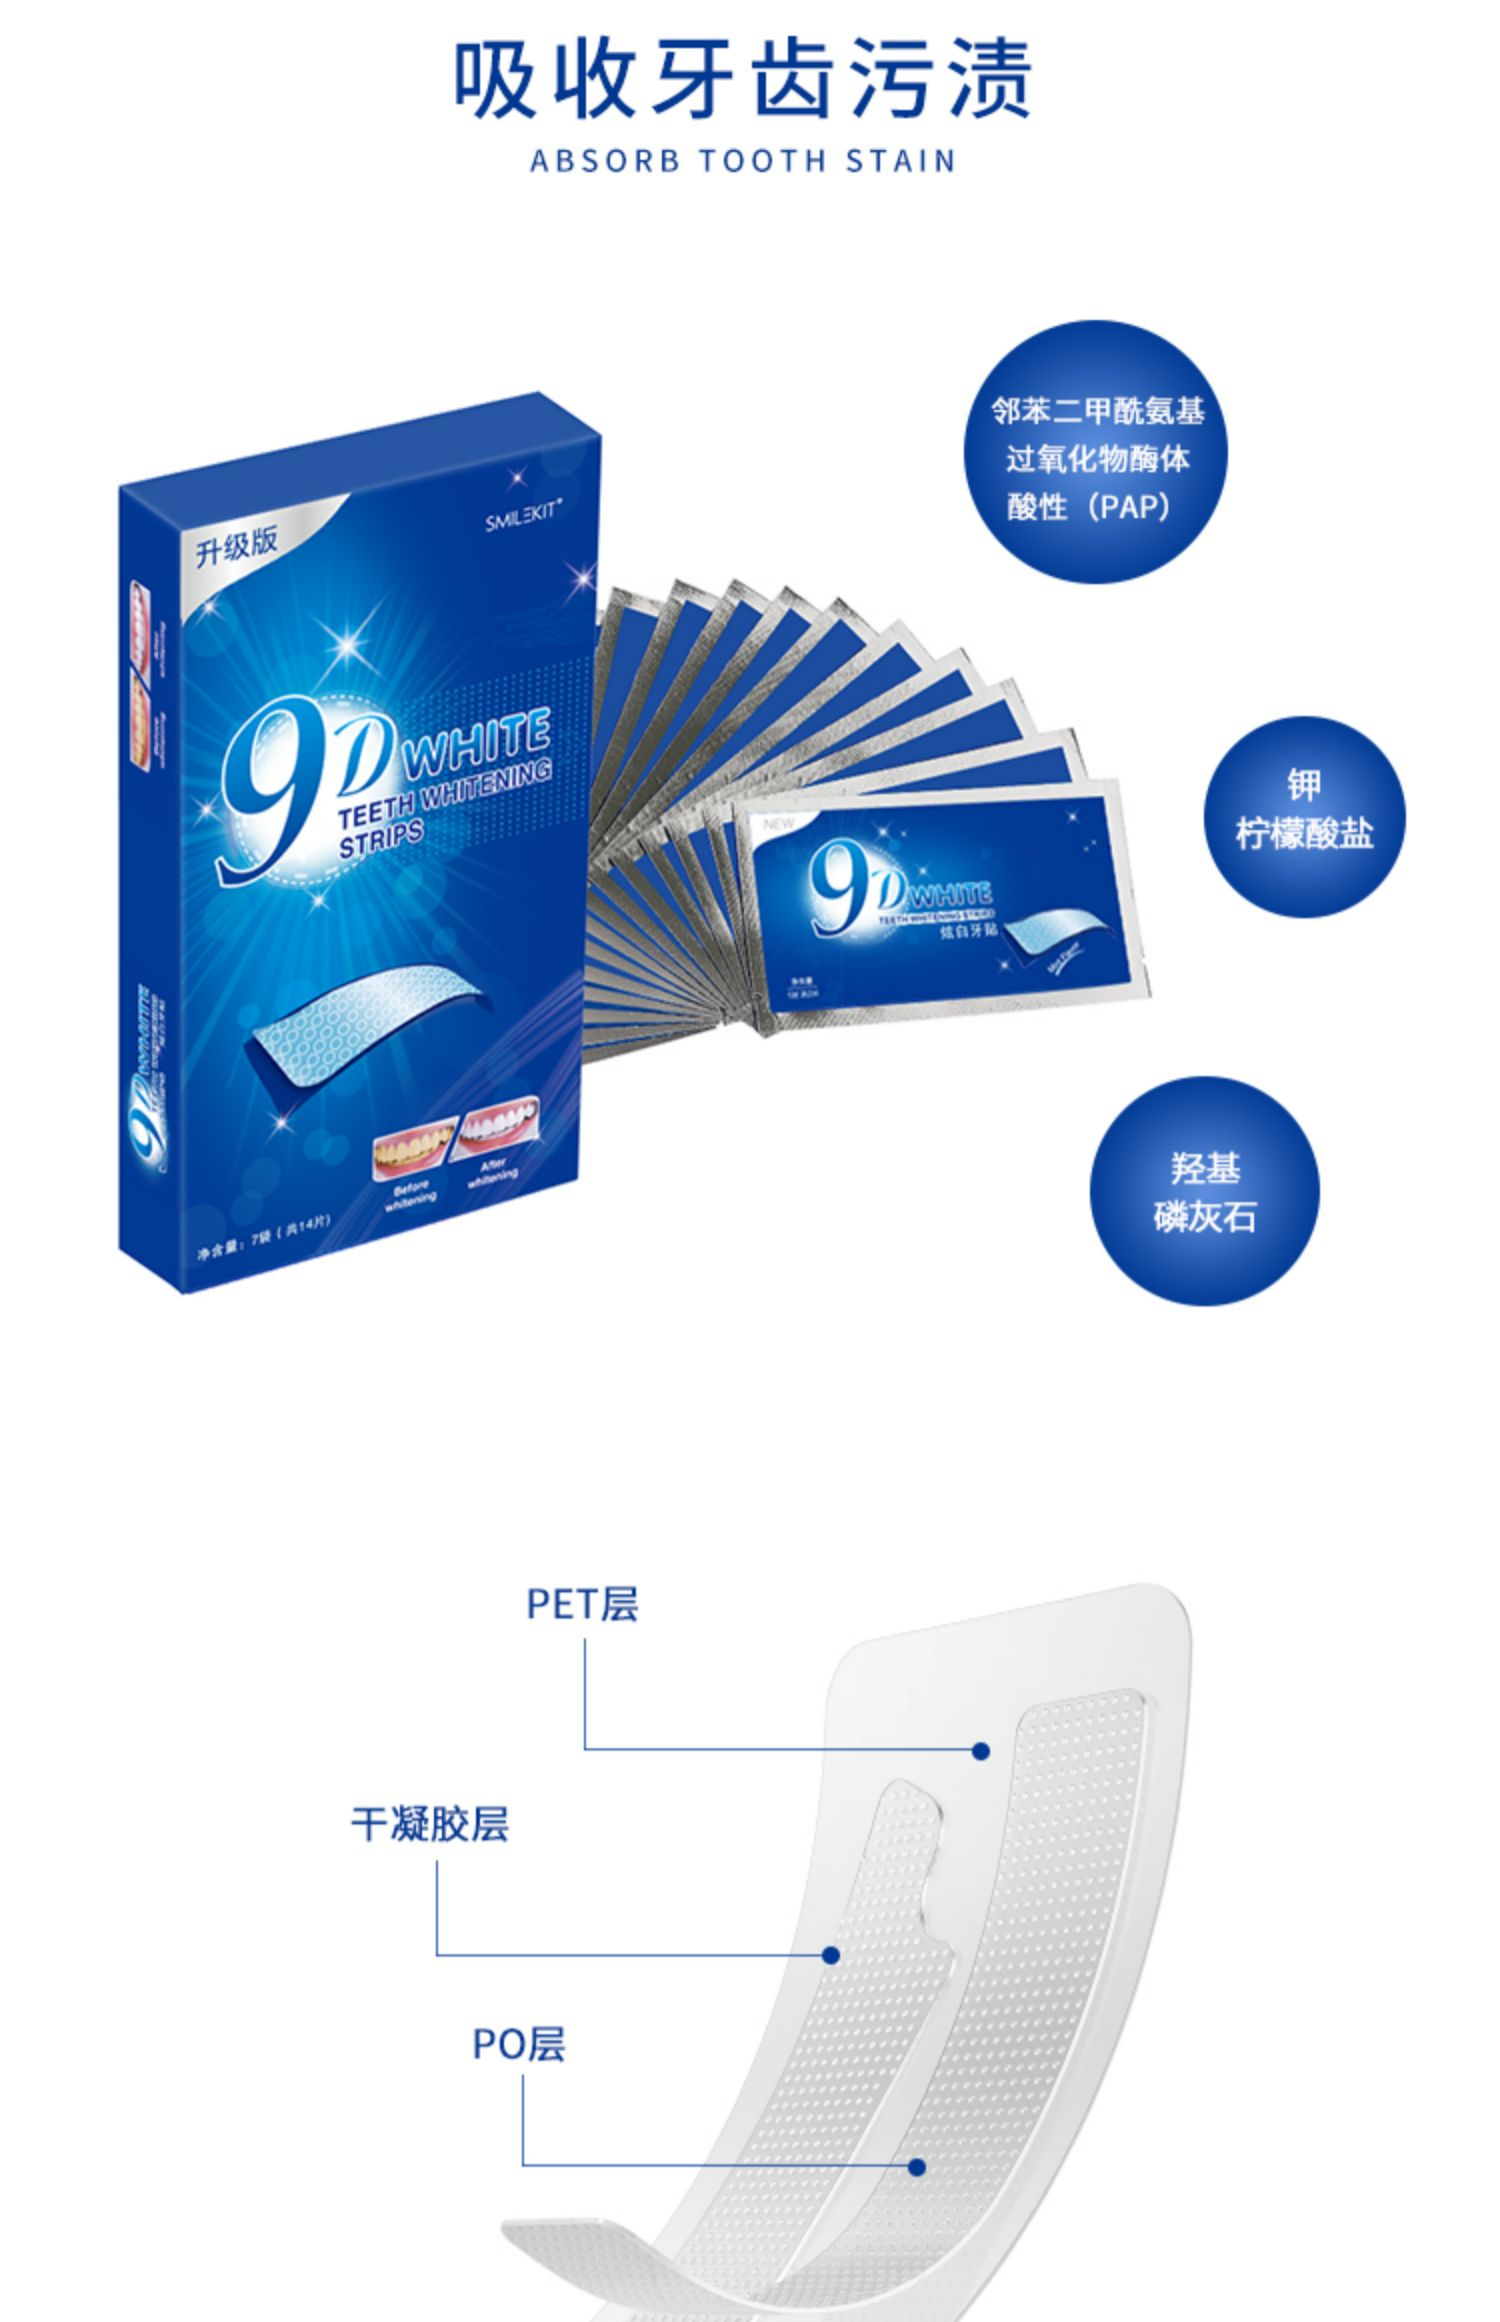 吸收牙齿污渍
ABSORB TOOTH STAIN
邻苯二甲酰氨基
过氧化物酶体
酸性（PAP）
升级版
SMILEKIT
9D WHITE
TEETH WHITENING
STRIPS
NEW
9D WHITE
TEETH WHITENING STRIPS
炫白牙贴
钾
柠檬酸盐
Before
whitening
After
whitening
净含量：7袋（共14片）
9D WHITE
羟基
磷灰石
PET层
干凝胶层
PO层